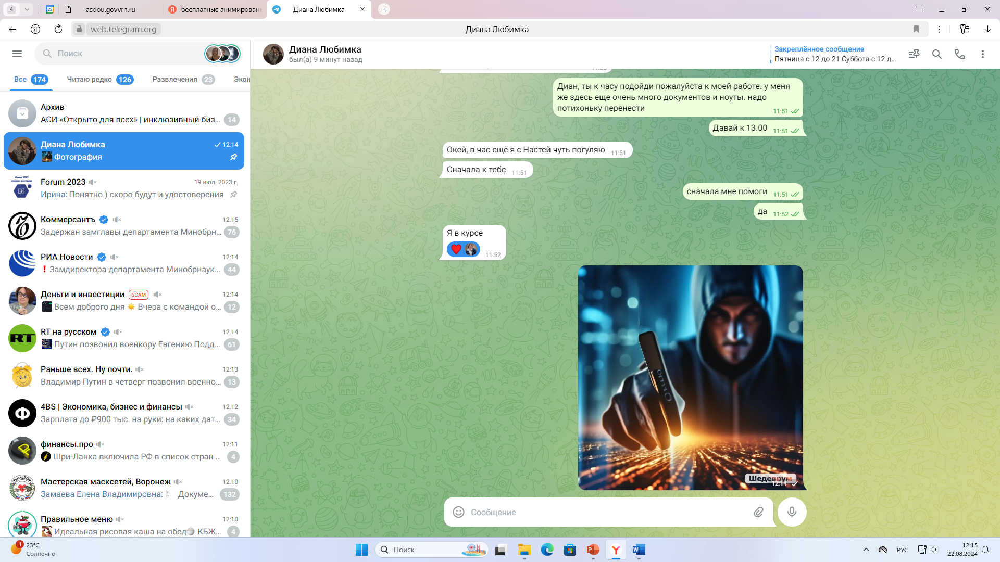 4
22
asdou.govvrn.ru
Я
бесплатные анимирован
Диана Любимка
web.telegram.org
Диана Любимка
Поиск
Все 174
Читаю редко 126
Развлечения 23
Экон
Архив
АСИ «Открыто для всех» | инклюзивный биз... 14
Диана Любимка 12:14
Фотография
Forum 2023 19 июл. 2023 г.
Ирина: Понятно ) скоро будут и удостоверения
Коммерсантъ 12:15
Задержан замглавы департамента Минобрн... 76
РИА Новости 12:14
❗ Замдиректора департамента Минобрнаук... 44
Деньги и инвестиции SCAM 12:14
Всем доброго дня ☀️ Вчера с командой о... 12
RT
RT на русском 12:14
Путин позвонил военкору Евгению Подд... 61
Раньше всех. Ну почти. 12:13
Владимир Путин в четверг позвонил военно... 13
Ф
4BS | Экономика, бизнес и финансы 12:12
Зарплата до ₽900 тыс. на руки: на каких дат... 34
финансы.про 12:11
Шри-Ланка включила РФ в список стран ... 4
Мастерская масксетей, Воронеж 12:10
Замаева Елена Владимировна: Докуме... 132
Правильное меню 12:10
Идеальная рисовая каша на обед КБЖ... 4
Диана Любимка
был(а) 9 минут назад
Закреплённое сообщение
Пятница с 12 до 21 Суббота с 12 д...
Диан, ты к часу подойди пожалуйста к моей работе. у меня
же здесь еще очень много документов и ноуты. надо
потихоньку перенести 11:51
Давай к 13.00 11:51
Окей, в час ещё я с Настей чуть погуляю 11:51
Сначала к тебе 11:51
сначала мне помоги 11:51
да 11:52
Я в курсе
11:52
Шедеврум
12:14
Сообщение
1
23°C
Солнечно
Поиск
РУС
12:15
22.08.2024